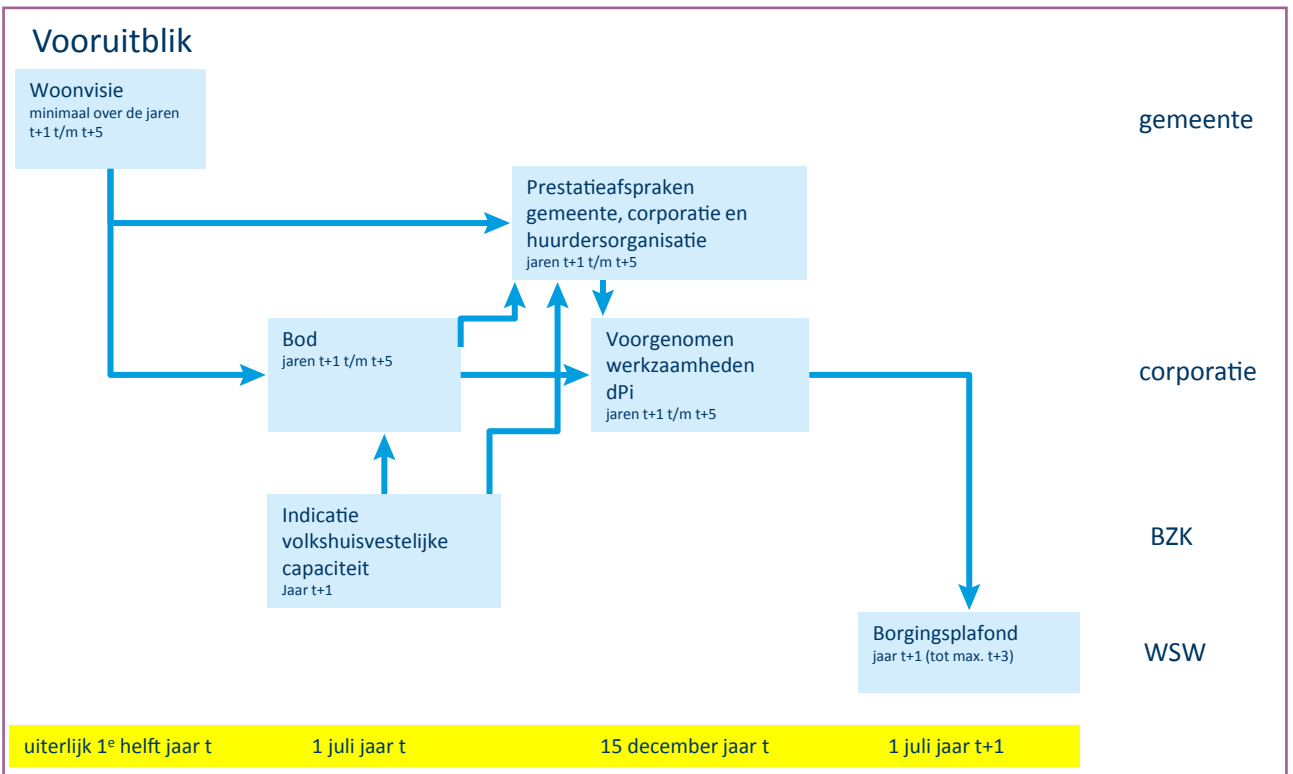 Vooruitblik
Woonvisie
minimaal over de jaren
t+1 t/m t+5
gemeente
Prestatieafspraken
gemeente, corporatie en
huurdersorganisatie
jaren t+1 t/m t+5
Bod
jaren t+1 t/m t+5
Voorgenomen
werkzaamheden
dPi
jaren t+1 t/m t+5
corporatie
Indicatie
volkshuisvestelijke
capaciteit
Jaar t+1
BZK
Borgingsplafond
jaar t+1 (tot max. t+3)
WSW
uiterlijk 1e helft jaar t
1 juli jaar t
15 december jaar t
1 juli jaar t+1